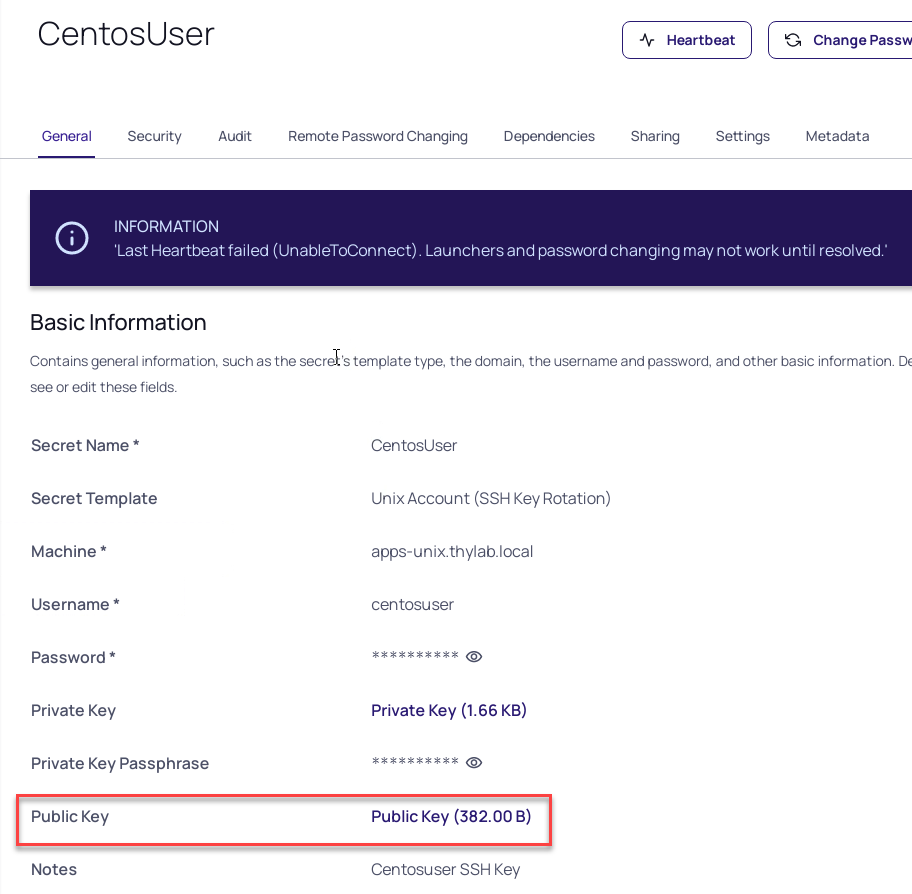 CentosUser
Heartbeat
Change Passw
General Security Audit Remote Password Changing Dependencies Sharing Settings Metadata
INFORMATION
'Last Heartbeat failed (UnableToConnect). Launchers and password changing may not work until resolved.'
Basic Information
Contains general information, such as the secret's template type, the domain, the username and password, and other basic information. De
see or edit these fields.
Secret Name * CentosUser
Secret Template Unix Account (SSH Key Rotation)
Machine * apps-unix.thylab.local
Username * centosuser
Password * **********
Private Key Private Key (1.66 KB)
Private Key Passphrase **********
Public Key Public Key (382.00 B)
Notes Centosuser SSH Key